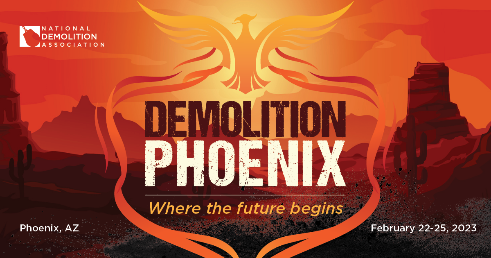 NATIONAL
DEMOLITION
ASSOCIATION
DEMOLITION
PHOENIX
Where the future begins
Phoenix, AZ
February 22-25, 2023